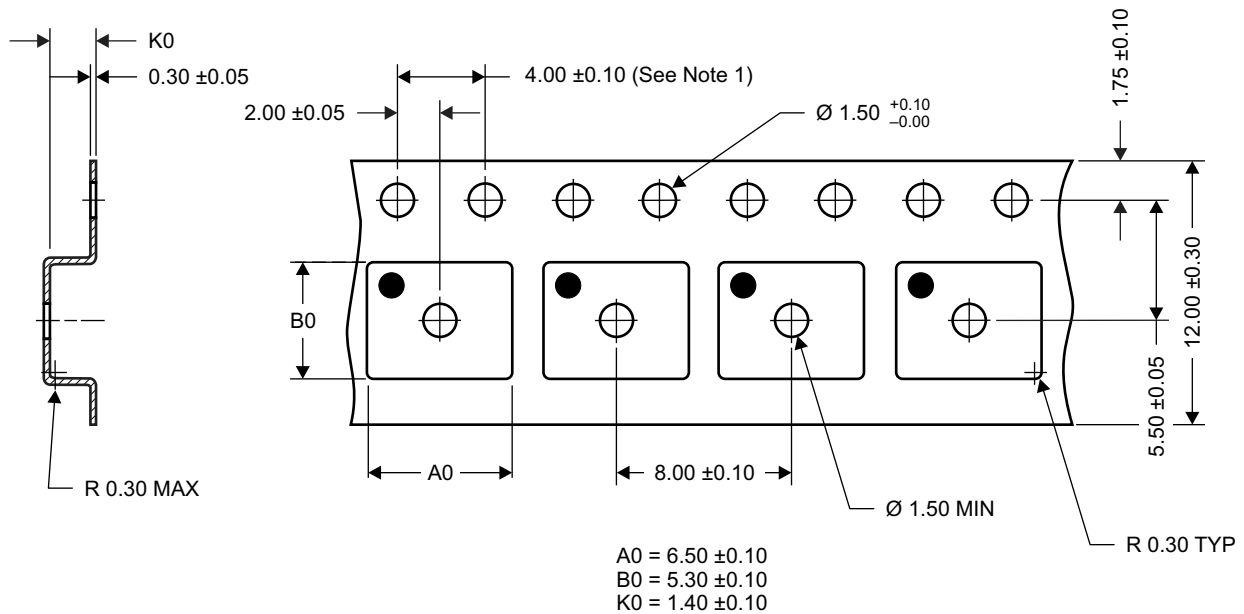 K0
0.30 ±0.05
4.00 ±0.10 (See Note 1)
2.00 ±0.05
Ø 1.50 +0.10 –0.00
1.75 ±0.10
B0
12.00 ±0.30
5.50 ±0.05
A0
8.00 ±0.10
R 0.30 MAX
Ø 1.50 MIN
R 0.30 TYP
A0 = 6.50 ±0.10
B0 = 5.30 ±0.10
K0 = 1.40 ±0.10